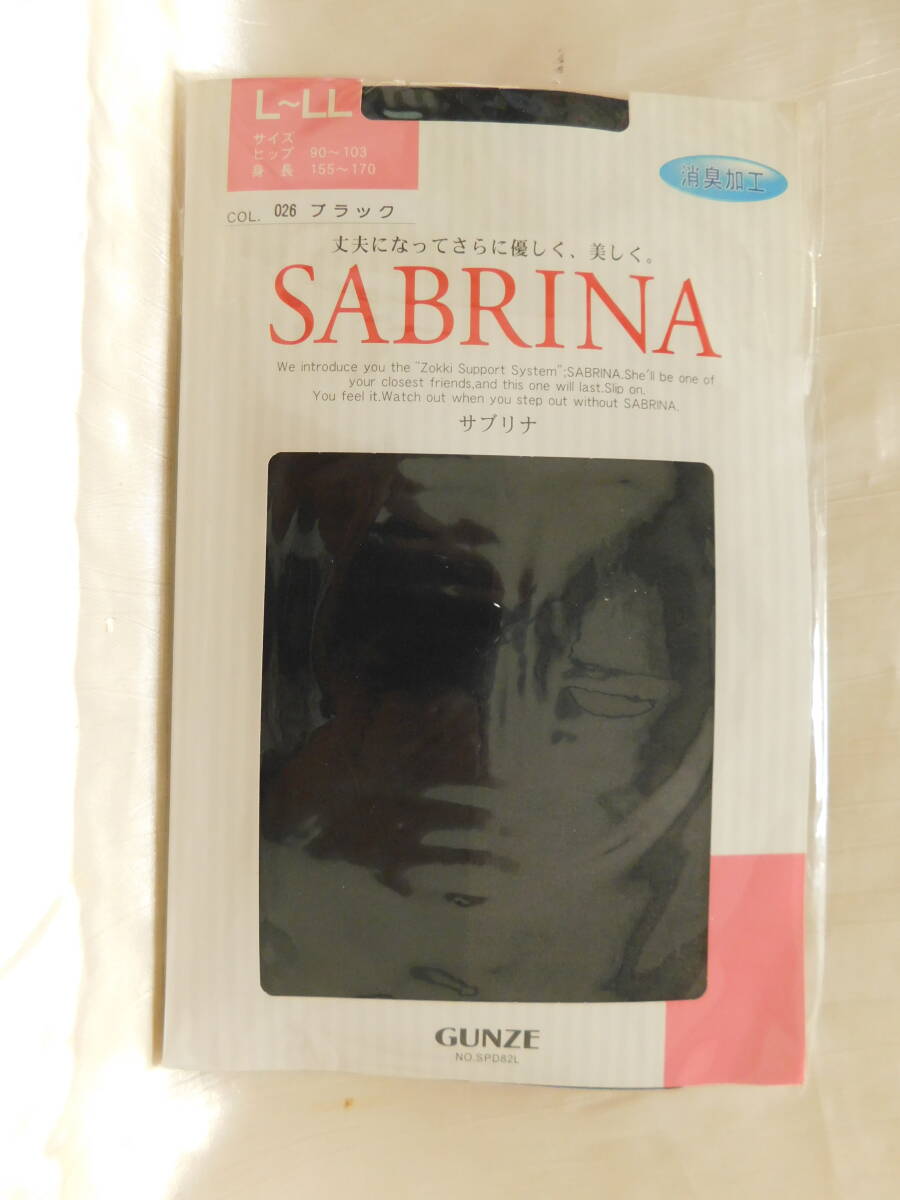 L～LL
サイズ
ヒップ 90～103
身長 155～170
消臭加工
COL. 026 ブラック
丈夫になってさらに優しく、美しく。
SABRINA
We introduce you the "Zokki Support System";SABRINA.She'll be one of
your closest friends,and this one will last.Slip on.
You feel it.Watch out when you step out without SABRINA.
サブリナ
GUNZE
NO.SPD82L